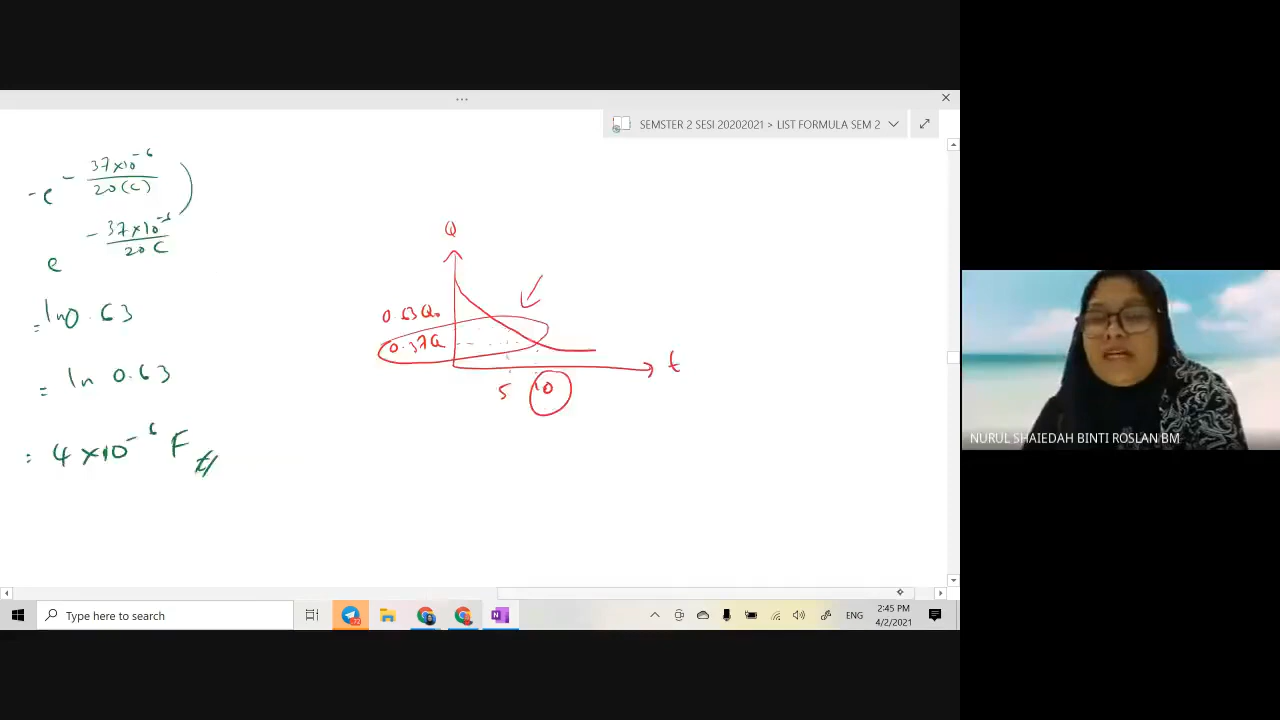 SEMSTER 2 SESI 20202021 > LIST FORMULA SEM 2
-e - 37×10⁻⁶ / 20(C) )
e - 37×10⁻⁶ / 20C
= ln 0.63
= ln 0.63
= 4×10⁻⁶ F
Q
0.63Q₀
0.37Q
5 10
t
NURUL SHAIEDAH BINTI ROSLAN BM
Type here to search
ENG
2:45 PM
4/2/2021